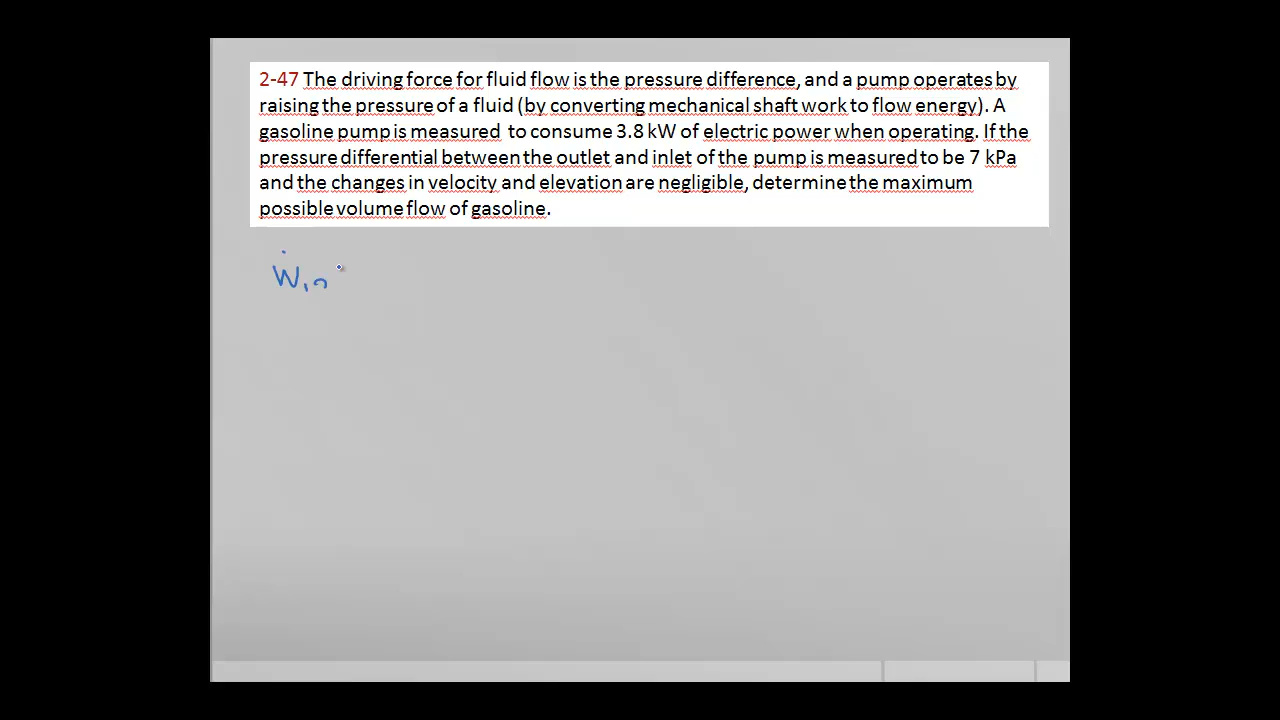 2-47 The driving force for fluid flow is the pressure difference, and a pump operates by
raising the pressure of a fluid (by converting mechanical shaft work to flow energy). A
gasoline pump is measured to consume 3.8 kW of electric power when operating. If the
pressure differential between the outlet and inlet of the pump is measured to be 7 kPa
and the changes in velocity and elevation are negligible, determine the maximum
possible volume flow of gasoline.
Ẇin